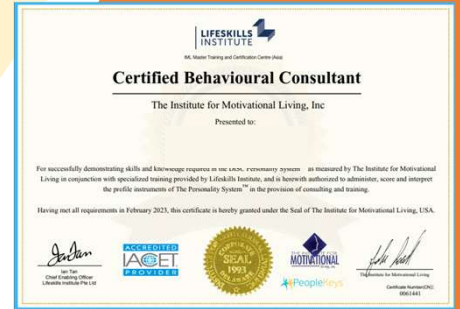 LIFESKILLS
INSTITUTE
IML Master Training and Certification Centre (Asia)
Certified Behavioural Consultant
The Institute for Motivational Living, Inc
Presented to:
For successfully demonstrating skills and knowledge required in the DISC Personality System™ as measured by The Institute for Motivational
Living in conjunction with specialized training provided by Lifeskills Institute, and is herewith authorized to administer, score and interpret
the profile instruments of The Personality System™ in the provision of consulting and training.
Having met all requirements in February 2023, this certificate is hereby granted under the Seal of The Institute for Motivational Living, USA.
Ian Tan
Chief Enabling Officer
Lifeskills Institute Pte Ltd
ACCREDITED
IACET
PROVIDER
CORPORATE
SEAL
1993
MOTIVATIONAL
PeopleKeys
The Institute for Motivational Living
Certificate Number(CN):
0061441